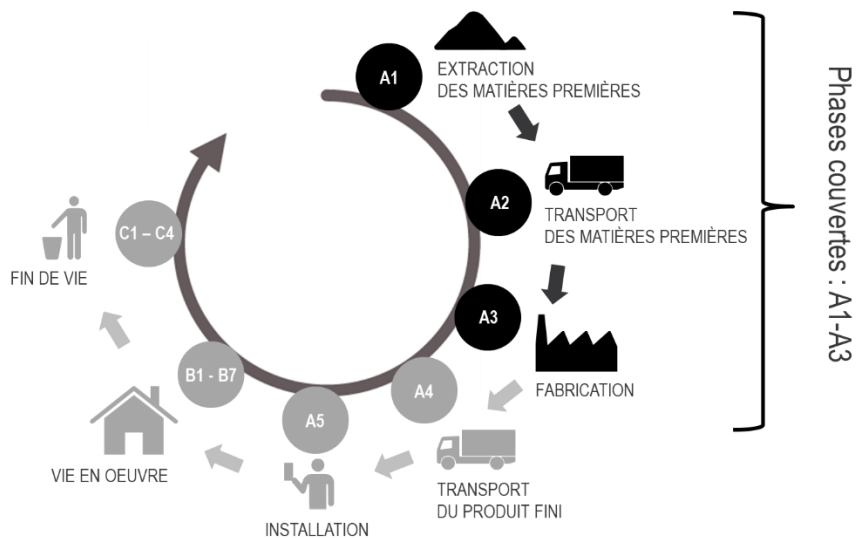 A1
EXTRACTION
DES MATIÈRES PREMIÈRES
A2
TRANSPORT
DES MATIÈRES PREMIÈRES
A3
FABRICATION
A4
TRANSPORT
DU PRODUIT FINI
A5
INSTALLATION
B1 - B7
VIE EN OEUVRE
C1 – C4
FIN DE VIE
Phases couvertes : A1-A3